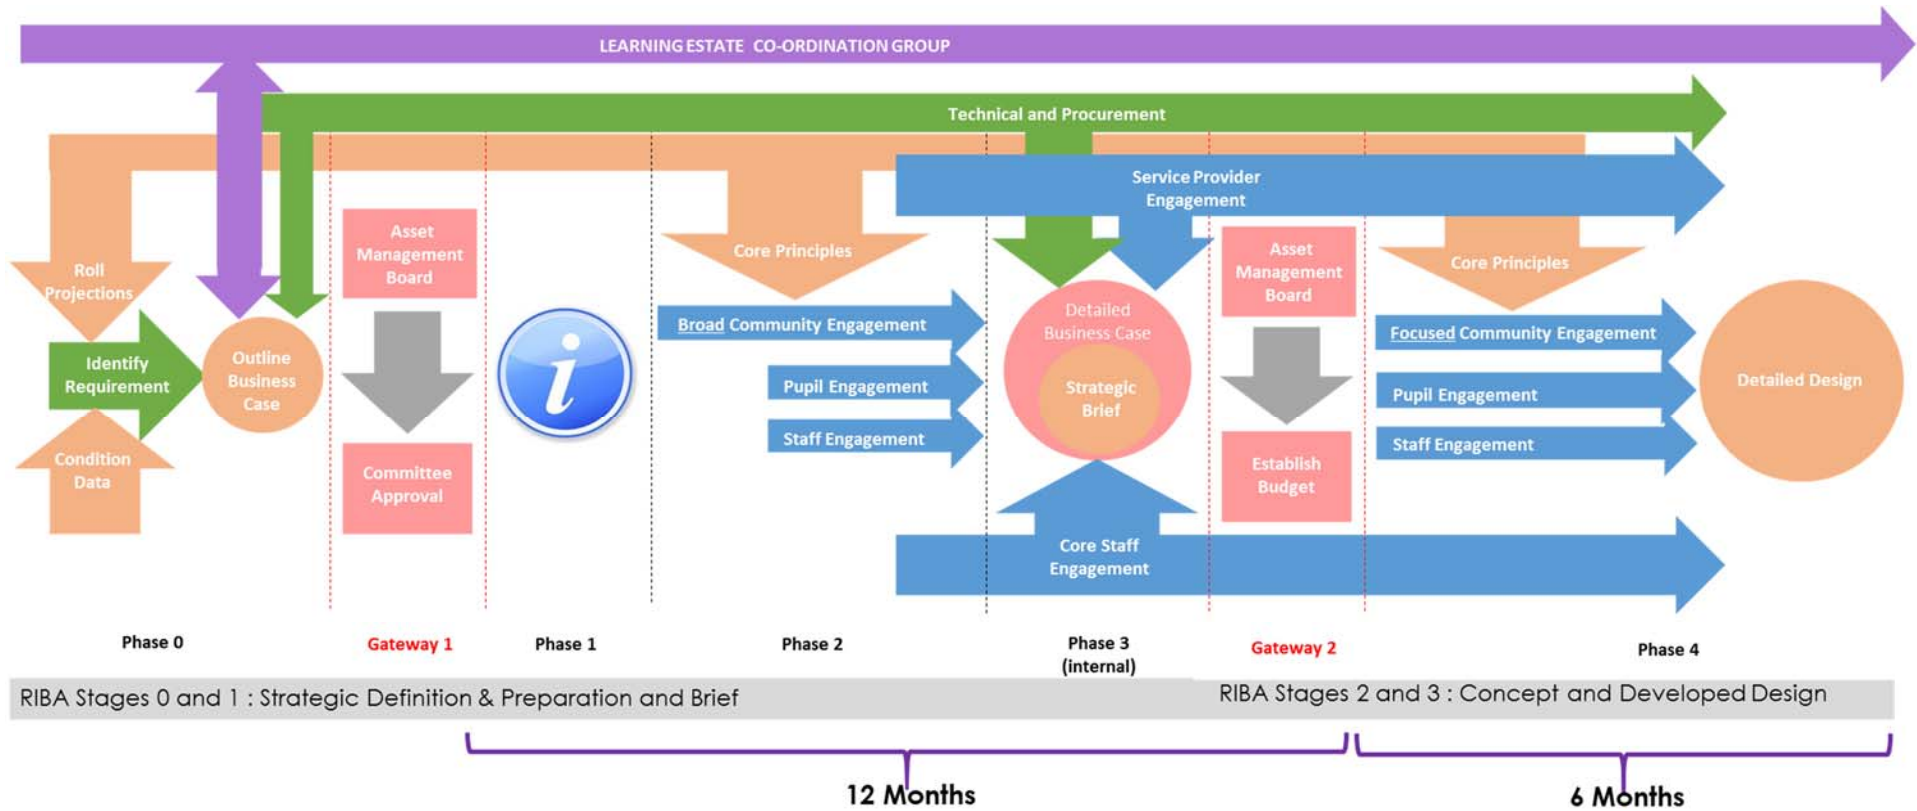 LEARNING ESTATE CO-ORDINATION GROUP
Technical and Procurement
Service Provider
Engagement
Roll
Projections
Identify
Requirement
Condition
Data
Outline
Business
Case
Asset
Management
Board
Committee
Approval
i
Core Principles
Broad Community Engagement
Pupil Engagement
Staff Engagement
Detailed
Business Case
Strategic
Brief
Core Staff
Engagement
Asset
Management
Board
Establish
Budget
Core Principles
Focused Community Engagement
Pupil Engagement
Staff Engagement
Detailed Design
Phase 0
Gateway 1
Phase 1
Phase 2
Phase 3
(internal)
Gateway 2
Phase 4
RIBA Stages 0 and 1 : Strategic Definition & Preparation and Brief
RIBA Stages 2 and 3 : Concept and Developed Design
12 Months
6 Months